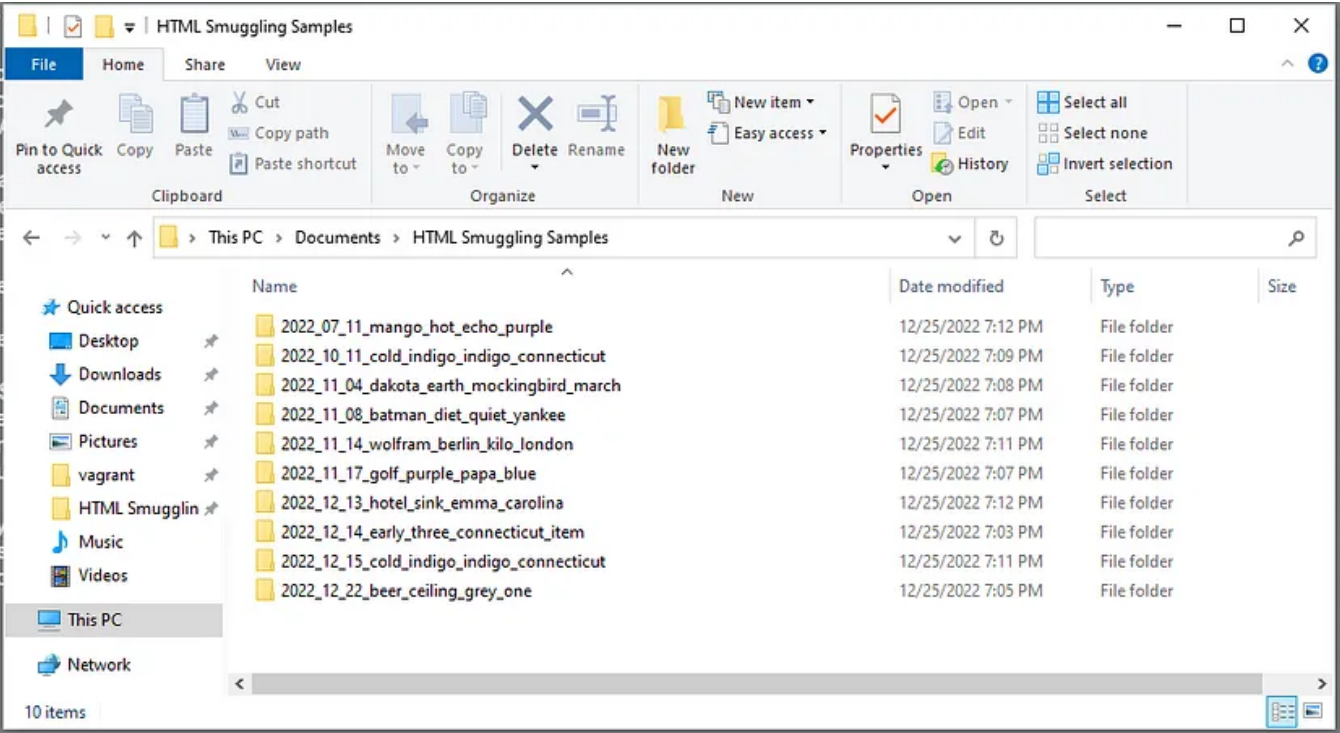 HTML Smuggling Samples
File Home Share View
Pin to Quick access
Copy
Paste
Cut
Copy path
Paste shortcut
Clipboard
Move to
Copy to
Delete
Rename
Organize
New folder
New item
Easy access
New
Properties
Open
Edit
History
Open
Select all
Select none
Invert selection
Select
This PC Documents HTML Smuggling Samples
Name Date modified Type Size
Quick access
Desktop
Downloads
Documents
Pictures
vagrant
HTML Smugglin
Music
Videos
This PC
Network
2022_07_11_mango_hot_echo_purple 12/25/2022 7:12 PM File folder
2022_10_11_cold_indigo_indigo_connecticut 12/25/2022 7:09 PM File folder
2022_11_04_dakota_earth_mockingbird_march 12/25/2022 7:08 PM File folder
2022_11_08_batman_diet_quiet_yankee 12/25/2022 7:07 PM File folder
2022_11_14_wolfram_berlin_kilo_london 12/25/2022 7:11 PM File folder
2022_11_17_golf_purple_papa_blue 12/25/2022 7:07 PM File folder
2022_12_13_hotel_sink_emma_carolina 12/25/2022 7:12 PM File folder
2022_12_14_early_three_connecticut_item 12/25/2022 7:03 PM File folder
2022_12_15_cold_indigo_indigo_connecticut 12/25/2022 7:11 PM File folder
2022_12_22_beer_ceiling_grey_one 12/25/2022 7:05 PM File folder
10 items